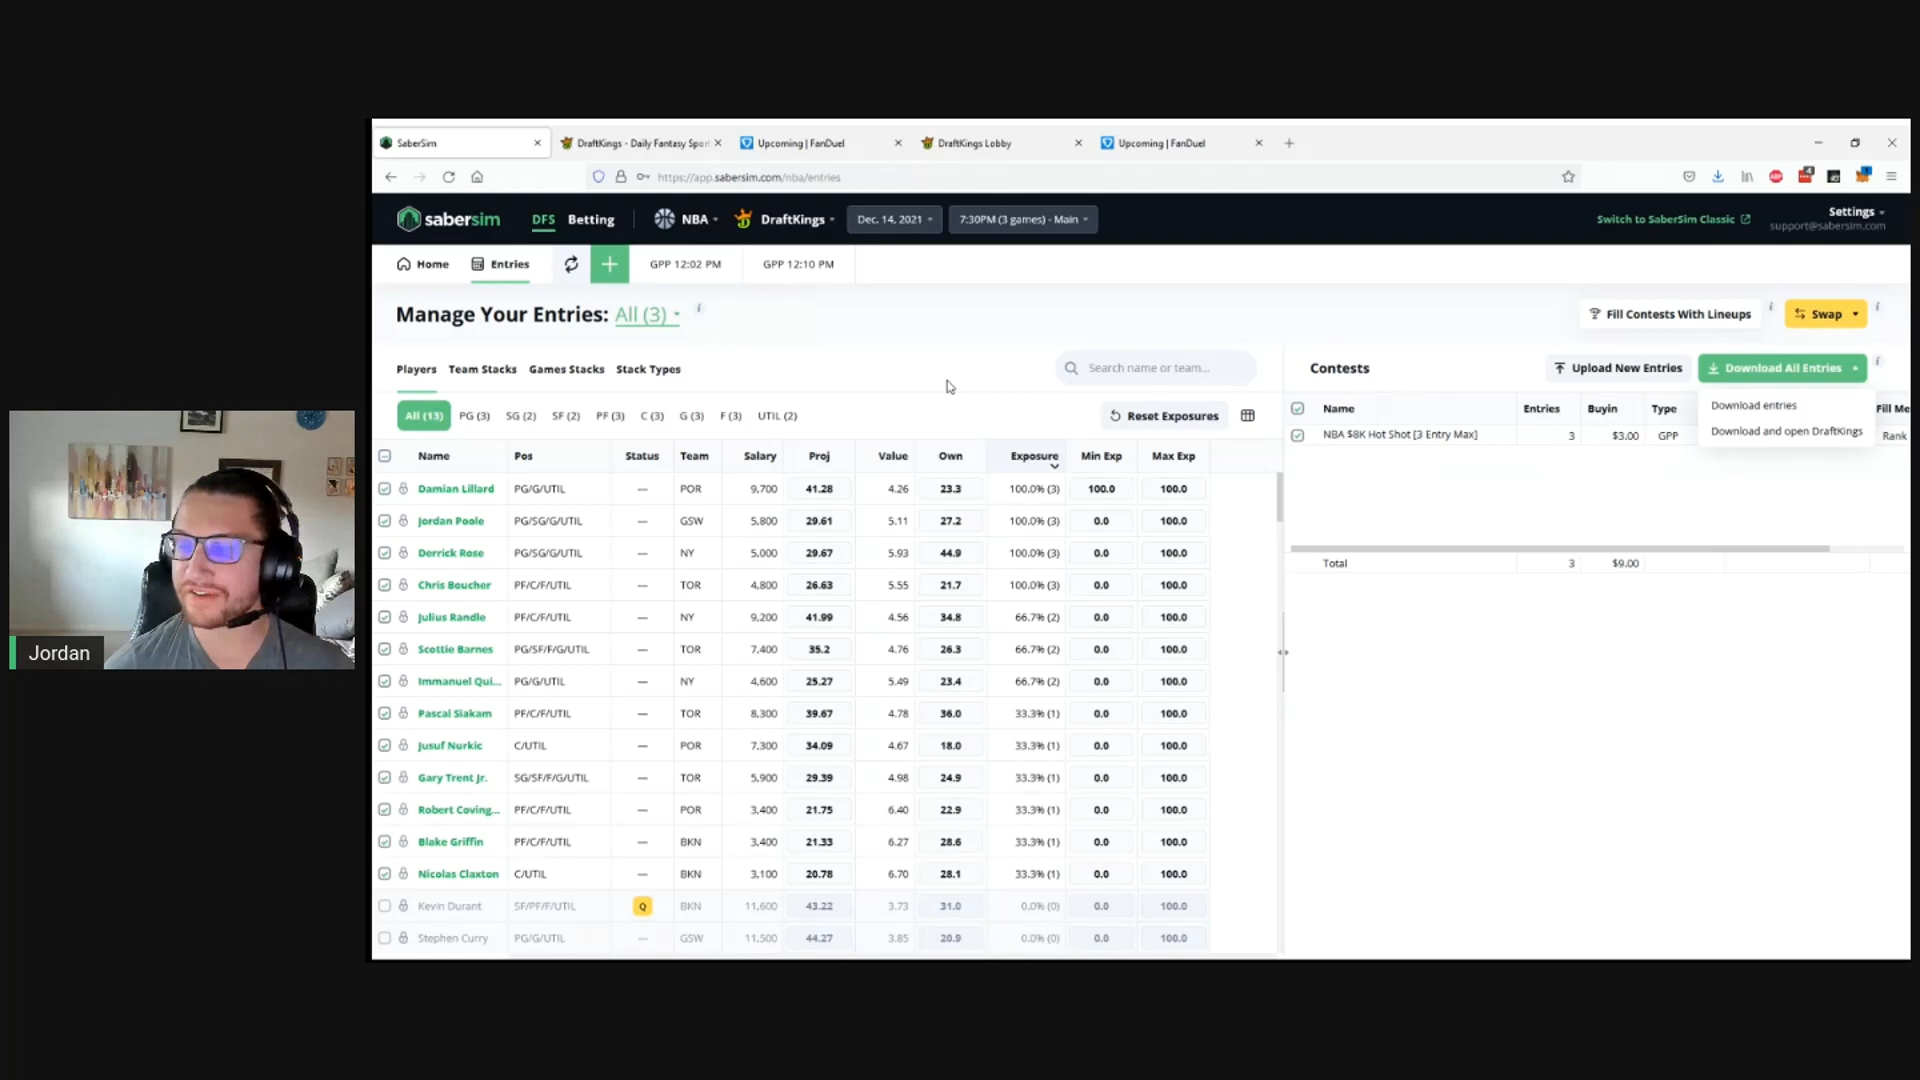 SaberSim
DraftKings - Daily Fantasy Sport
Upcoming | FanDuel
DraftKings Lobby
Upcoming | FanDuel
https://app.sabersim.com/nba/entries
sabersim DFS Betting NBA DraftKings Dec. 14, 2021 7:30PM (3 games) - Main Switch to SaberSim Classic Settings
support@sabersim.com
Home Entries + GPP 12:02 PM GPP 12:10 PM
Manage Your Entries: All (3) i Fill Contests With Lineups i Swap i
Players Team Stacks Games Stacks Stack Types Search name or team...
All (13) PG (3) SG (2) SF (2) PF (3) C (3) G (3) F (3) UTIL (2) Reset Exposures
Name Pos Status Team Salary Proj Value Own Exposure Min Exp Max Exp
Damian Lillard PG/G/UTIL — POR 9,700 41.28 4.26 23.3 100.0% (3) 100.0 100.0
Jordan Poole PG/SG/G/UTIL — GSW 5,800 29.61 5.11 27.2 100.0% (3) 0.0 100.0
Derrick Rose PG/SG/G/UTIL — NY 5,000 29.67 5.93 44.9 100.0% (3) 0.0 100.0
Chris Boucher PF/C/F/UTIL — TOR 4,800 26.63 5.55 21.7 100.0% (3) 0.0 100.0
Julius Randle PF/C/F/UTIL — NY 9,200 41.99 4.56 34.8 66.7% (2) 0.0 100.0
Scottie Barnes PG/SF/F/G/UTIL — TOR 7,400 35.2 4.76 26.3 66.7% (2) 0.0 100.0
Immanuel Qui... PG/G/UTIL — NY 4,600 25.27 5.49 23.4 66.7% (2) 0.0 100.0
Pascal Siakam PF/C/F/UTIL — TOR 8,300 39.67 4.78 36.0 33.3% (1) 0.0 100.0
Jusuf Nurkic C/UTIL — POR 7,300 34.09 4.67 18.0 33.3% (1) 0.0 100.0
Gary Trent Jr. SG/SF/F/G/UTIL — TOR 5,900 29.39 4.98 24.9 33.3% (1) 0.0 100.0
Robert Coving... PF/C/F/UTIL — POR 3,400 21.75 6.40 22.9 33.3% (1) 0.0 100.0
Blake Griffin PF/C/F/UTIL — BKN 3,400 21.33 6.27 28.6 33.3% (1) 0.0 100.0
Nicolas Claxton C/UTIL — BKN 3,100 20.78 6.70 28.1 33.3% (1) 0.0 100.0
Kevin Durant SF/PF/F/UTIL Q BKN 11,600 43.22 3.73 31.0 0.0% (0) 0.0 100.0
Stephen Curry PG/G/UTIL — GSW 11,500 44.27 3.85 20.9 0.0% (0) 0.0 100.0
Contests Upload New Entries Download All Entries i
Name Entries Buyin Type Fill Me
NBA $8K Hot Shot [3 Entry Max] 3 $3.00 GPP Rank
Download entries
Download and open DraftKings
Total 3 $9.00
Jordan